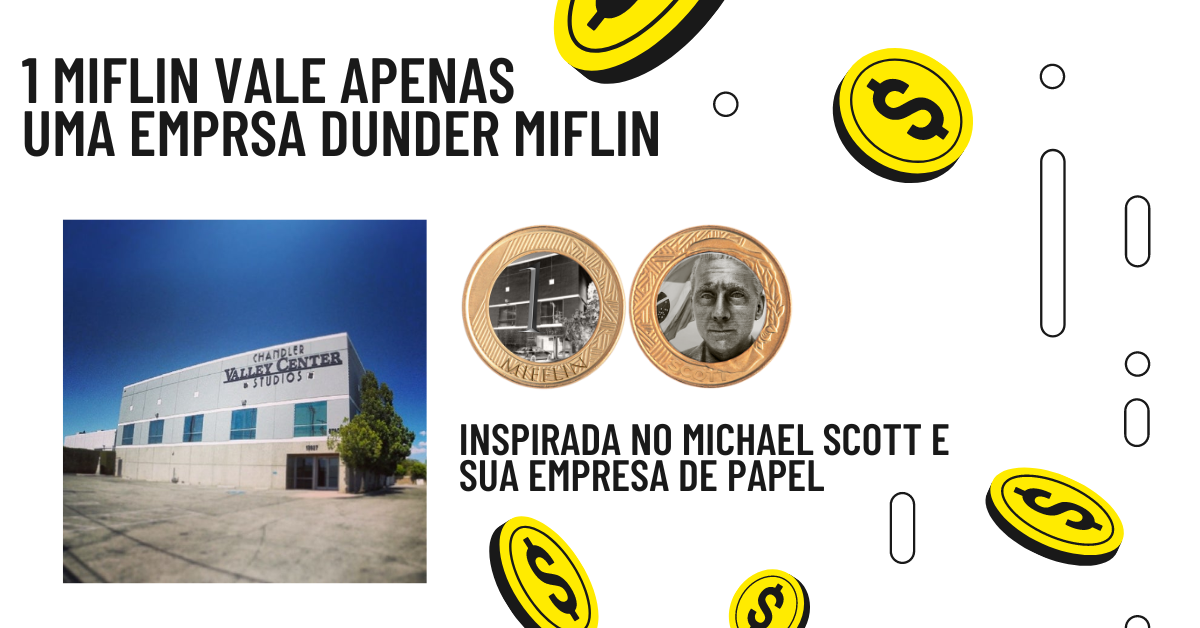 1 MIFLIN VALE APENAS
UMA EMPRSA DUNDER MIFLIN
CHANDLER
VALLEY CENTER
STUDIOS
MIFFLIN
SCOTT
INSPIRADA NO MICHAEL SCOTT E
SUA EMPRESA DE PAPEL